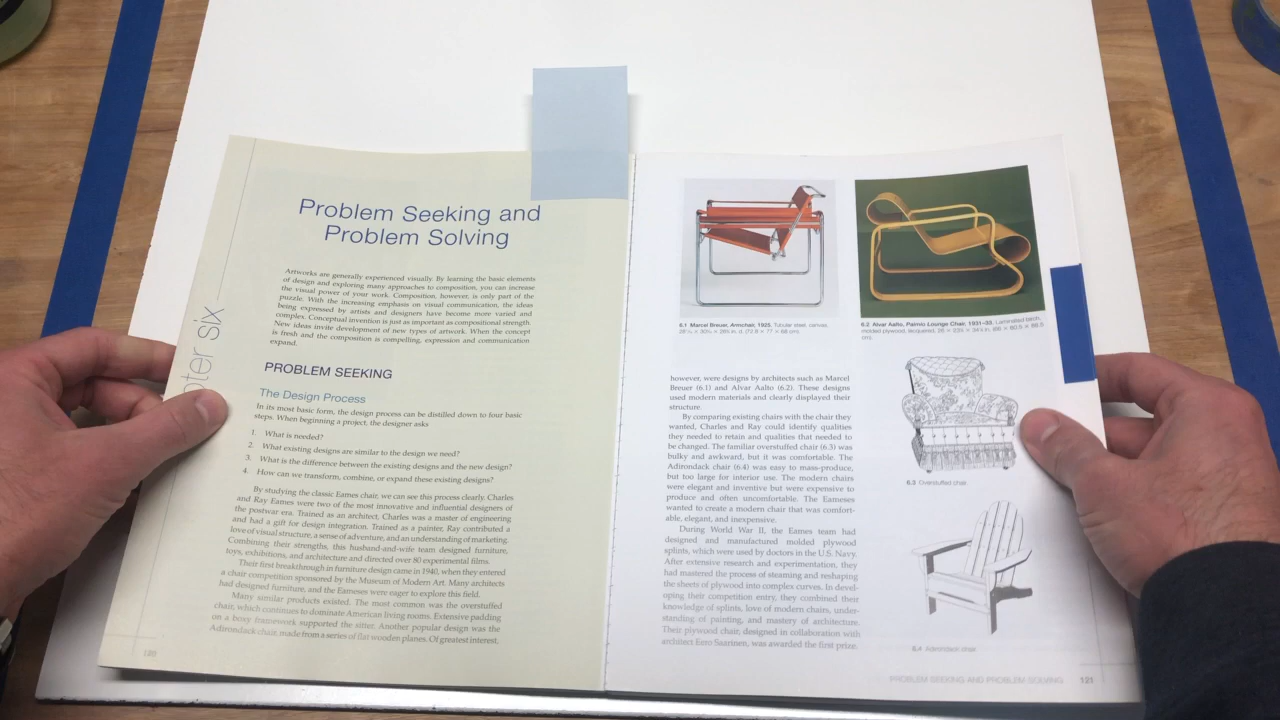 Problem Seeking and
Problem Solving
Artworks are generally experienced visually. By learning the basic elements
of design and exploring many approaches to composition, you can increase
the visual power of your work. Composition, however, is only part of the
puzzle. With the increasing emphasis on visual communication, the ideas
being expressed by artists and designers have become more varied and
complex. Conceptual invention is just as important as compositional strength.
New ideas invite development of new types of artwork. When the concept
is fresh and the composition is compelling, expression and communication
expand.
pter six
PROBLEM SEEKING
The Design Process
In its most basic form, the design process can be distilled down to four basic
steps. When beginning a project, the designer asks
1. What is needed?
2. What existing designs are similar to the design we need?
3. What is the difference between the existing designs and the new design?
4. How can we transform, combine, or expand these existing designs?
By studying the classic Eames chair, we can see this process clearly. Charles
and Ray Eames were two of the most innovative and influential designers of
the postwar era. Trained as an architect, Charles was a master of engineering
and had a gift for design integration. Trained as a painter, Ray contributed a
love of visual structure, a sense of adventure, and an understanding of marketing.
Combining their strengths, this husband-and-wife team designed furniture,
toys, exhibitions, and architecture and directed over 80 experimental films.
Their first breakthrough in furniture design came in 1940, when they entered
a chair competition sponsored by the Museum of Modern Art. Many architects
had designed furniture, and the Eameses were eager to explore this field.
Many similar products existed. The most common was the overstuffed
chair, which continues to dominate American living rooms. Extensive padding
on a boxy framework supported the sitter. Another popular design was the
Adirondack chair, made from a series of flat wooden planes. Of greatest interest,
120
6.1 Marcel Breuer, Armchair, 1925. Tubular steel, canvas,
6.2 Alvar Aalto, Paimio Lounge Chair, 1931–33. Laminated birch,
molded plywood, lacquered,
cm).
however, were designs by architects such as Marcel
Breuer (6.1) and Alvar Aalto (6.2). These designs
used modern materials and clearly displayed their
structure.
By comparing existing chairs with the chair they
wanted, Charles and Ray could identify qualities
they needed to retain and qualities that needed to
be changed. The familiar overstuffed chair (6.3) was
bulky and awkward, but it was comfortable. The
Adirondack chair (6.4) was easy to mass-produce,
but too large for interior use. The modern chairs
were elegant and inventive but were expensive to
produce and often uncomfortable. The Eameses
wanted to create a modern chair that was comfort-
able, elegant, and inexpensive.
During World War II, the Eames team had
designed and manufactured molded plywood
splints, which were used by doctors in the U.S. Navy.
After extensive research and experimentation, they
had mastered the process of steaming and reshaping
the sheets of plywood into complex curves. In devel-
oping their competition entry, they combined their
knowledge of splints, love of modern chairs, under-
standing of painting, and mastery of architecture.
Their plywood chair, designed in collaboration with
architect Eero Saarinen, was awarded the first prize.
6.3 Overstuffed chair.
6.4 Adirondack chair.
PROBLEM SEEKING AND PROBLEM SOLVING 121